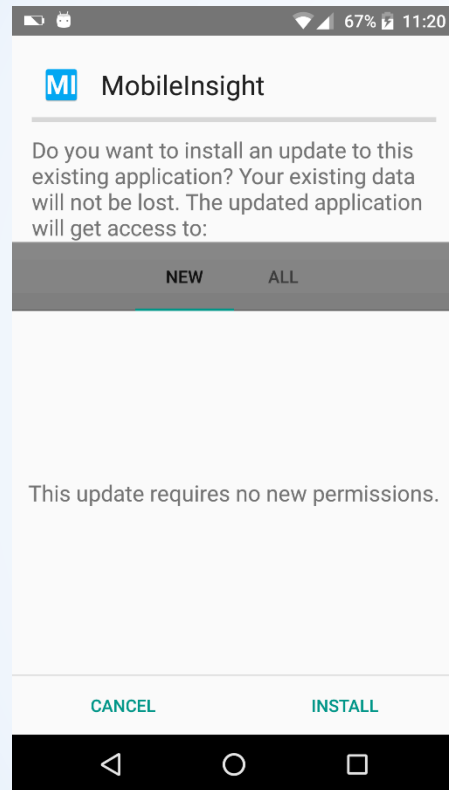 67% 11:20
MI MobileInsight
Do you want to install an update to this
existing application? Your existing data
will not be lost. The updated application
will get access to:
NEW ALL
This update requires no new permissions.
CANCEL INSTALL